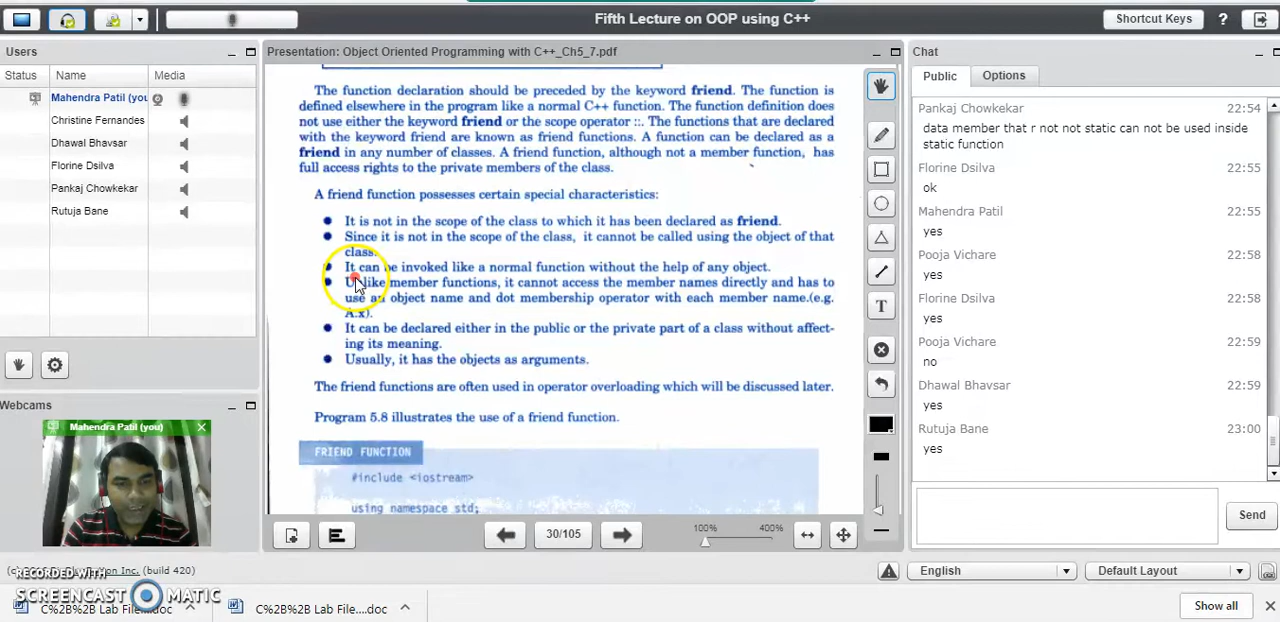 Fifth Lecture on OOP using C++
Shortcut Keys
?
Users
Status Name Media
Mahendra Patil (you
Christine Fernandes
Dhawal Bhavsar
Florine Dsilva
Pankaj Chowkekar
Rutuja Bane
Webcams
Mahendra Patil (you)
Inc. (build 420)
RECORDED WITH
SCREENCAST MATIC
Presentation: Object Oriented Programming with C++_Ch5_7.pdf
The function declaration should be preceded by the keyword friend. The function is
defined elsewhere in the program like a normal C++ function. The function definition does
not use either the keyword friend or the scope operator ::. The functions that are declared
with the keyword friend are known as friend functions. A function can be declared as a
friend in any number of classes. A friend function, although not a member function, has
full access rights to the private members of the class.
A friend function possesses certain special characteristics:
● It is not in the scope of the class to which it has been declared as friend.
● Since it is not in the scope of the class, it cannot be called using the object of that
class.
● It can be invoked like a normal function without the help of any object.
● Unlike member functions, it cannot access the member names directly and has to
use an object name and dot membership operator with each member name.(e.g.
A.x).
● It can be declared either in the public or the private part of a class without affect-
ing its meaning.
● Usually, it has the objects as arguments.
The friend functions are often used in operator overloading which will be discussed later.
Program 5.8 illustrates the use of a friend function.
FRIEND FUNCTION
#include <iostream>
using namespace std;
30/105
100% 400%
T
Chat
Public Options
Pankaj Chowkekar 22:54
data member that r not not static can not be used inside
static function
Florine Dsilva 22:55
ok
Mahendra Patil 22:55
yes
Pooja Vichare 22:58
yes
Florine Dsilva 22:58
yes
Pooja Vichare 22:59
no
Dhawal Bhavsar 22:59
yes
Rutuja Bane 23:00
yes
Send
English
Default Layout
C%2B%2B Lab File....doc
C%2B%2B Lab File....doc
Show all